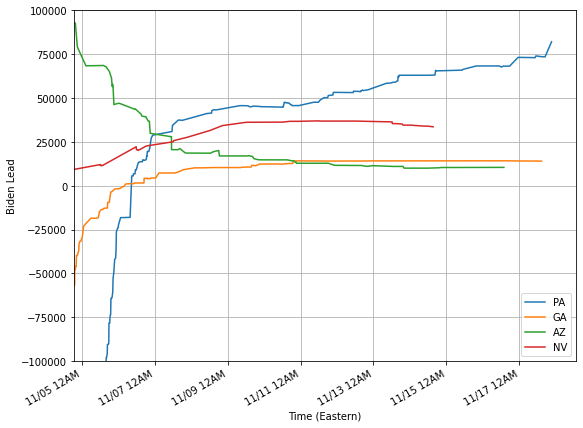 100000
75000
50000
25000
0
−25000
−50000
−75000
−100000
Biden Lead
11/05 12AM
11/07 12AM
11/09 12AM
11/11 12AM
11/13 12AM
11/15 12AM
11/17 12AM
Time (Eastern)
PA
GA
AZ
NV